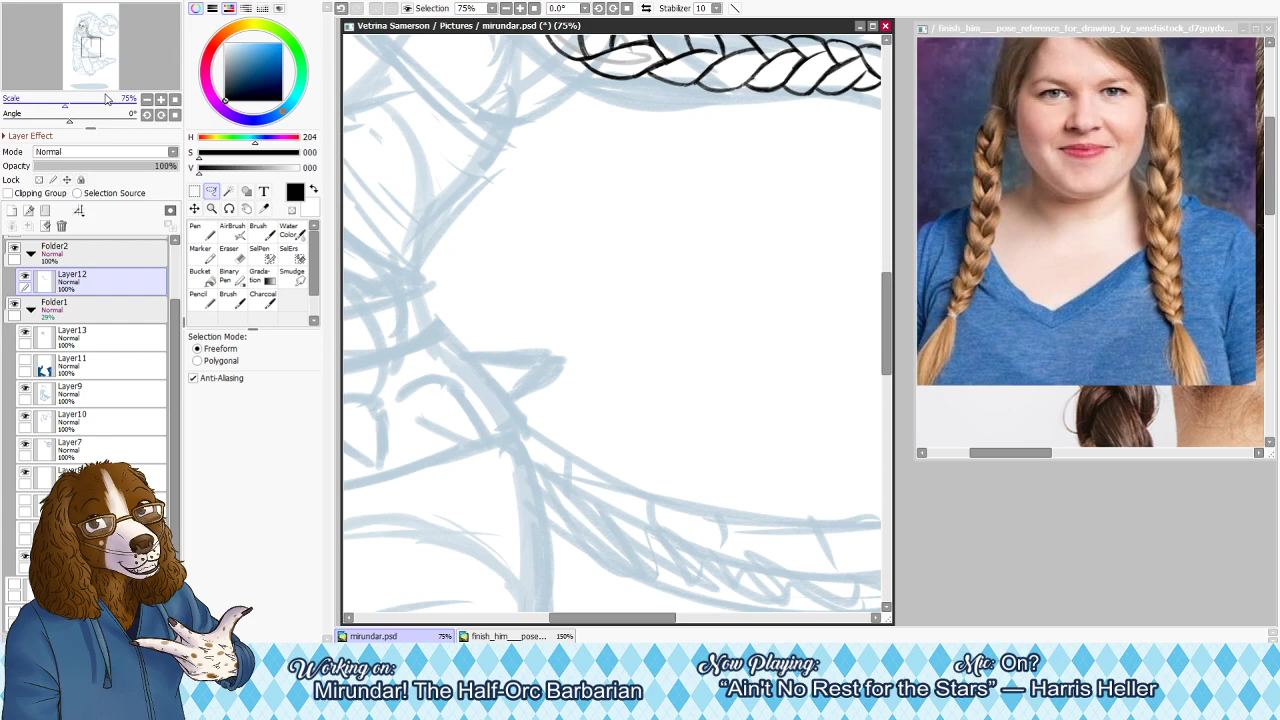 Selection 75% 0.0° Stabilizer 10
Vetrina Samerson / Pictures / mirundar.psd (*) (75%)
/ finish_him___pose_reference_for_drawing_by_senshistock_d7guydx...
Scale 75%
Angle 0°
Layer Effect
Mode Normal
Opacity 100%
Lock
Clipping Group Selection Source
Folder2
Normal
100%
Layer12
Normal
100%
Folder1
Normal
29%
Layer13
Normal
100%
Layer11
Normal
100%
Layer9
Normal
100%
Layer10
Normal
100%
Layer7
Normal
100%
H 204
S 000
V 000
T
Pen AirBrush Brush Water Color
Marker Eraser SelPen SelErs
Bucket Binary Pen Grada-tion Smudge
Pencil Brush Charcoal
Selection Mode:
Freeform
Polygonal
Anti-Aliasing
mirundar.psd 75% finish_him___pose... 150%
Working on:
Mirundar! The Half-Orc Barbarian
Now Playing:
"Ain't No Rest for the Stars" — Harris Heller
Mic: On?